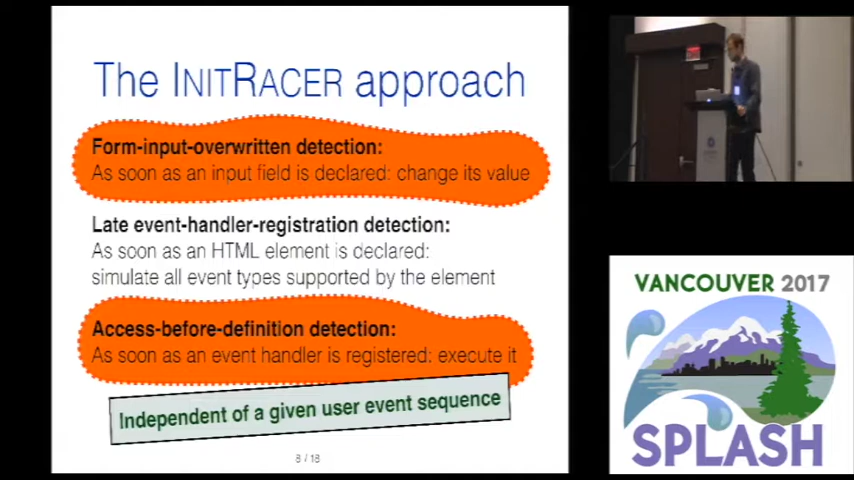 The INITRACER approach
Form-input-overwritten detection:
As soon as an input field is declared: change its value
Late event-handler-registration detection:
As soon as an HTML element is declared:
simulate all event types supported by the element
Access-before-definition detection:
As soon as an event handler is registered: execute it
Independent of a given user event sequence
8 / 18
VANCOUVER 2017
SPLASH